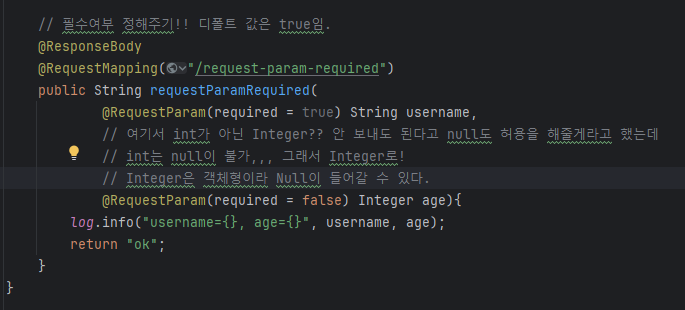 // 필수여부 정해주기!! 디폴트 값은 true임.
@ResponseBody
@RequestMapping("/request-param-required")
public String requestParamRequired(
@RequestParam(required = true) String username,
// 여기서 int가 아닌 Integer?? 안 보내도 된다고 null도 허용을 해줄게라고 했는데
// int는 null이 불가,,, 그래서 Integer로!
// Integer은 객체형이라 Null이 들어갈 수 있다.
@RequestParam(required = false) Integer age){
log.info("username={}, age={}", username, age);
return "ok";
}
}